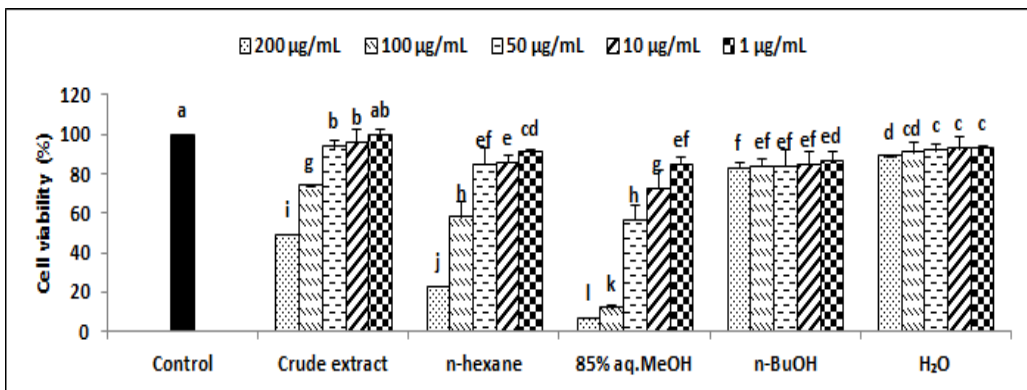 200 µg/mL 100 µg/mL 50 µg/mL 10 µg/mL 1 µg/mL
Cell viability (%)
120
100
80
60
40
20
0
a
i g b b ab
j h ef e cd
l k h g ef
f ef ef ef ed
d cd c c c
Control Crude extract n-hexane 85% aq.MeOH n-BuOH H₂O